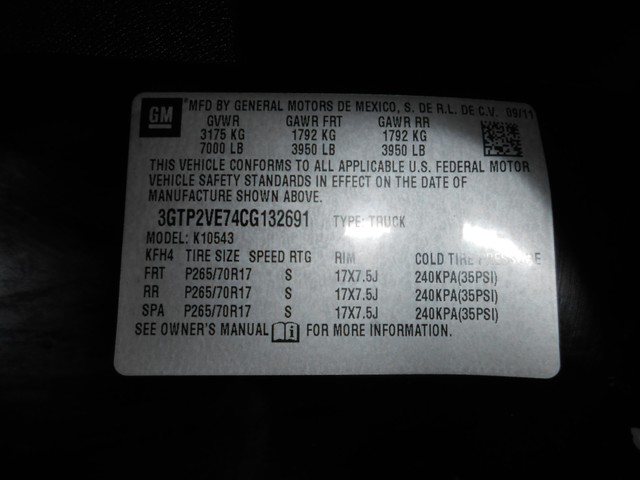 GM
MFD BY GENERAL MOTORS DE MEXICO, S. DE R.L. DE C.V. 09/11
GVWR GAWR FRT GAWR RR
3175 KG 1792 KG 1792 KG
7000 LB 3950 LB 3950 LB
THIS VEHICLE CONFORMS TO ALL APPLICABLE U.S. FEDERAL MOTOR
VEHICLE SAFETY STANDARDS IN EFFECT ON THE DATE OF
MANUFACTURE SHOWN ABOVE.
3GTP2VE74CG132691 TYPE: TRUCK
MODEL: K10543
KFH4 TIRE SIZE SPEED RTG RIM COLD TIRE PRESSURE
FRT P265/70R17 S 17X7.5J 240KPA(35PSI)
RR P265/70R17 S 17X7.5J 240KPA(35PSI)
SPA P265/70R17 S 17X7.5J 240KPA(35PSI)
SEE OWNER'S MANUAL FOR MORE INFORMATION.